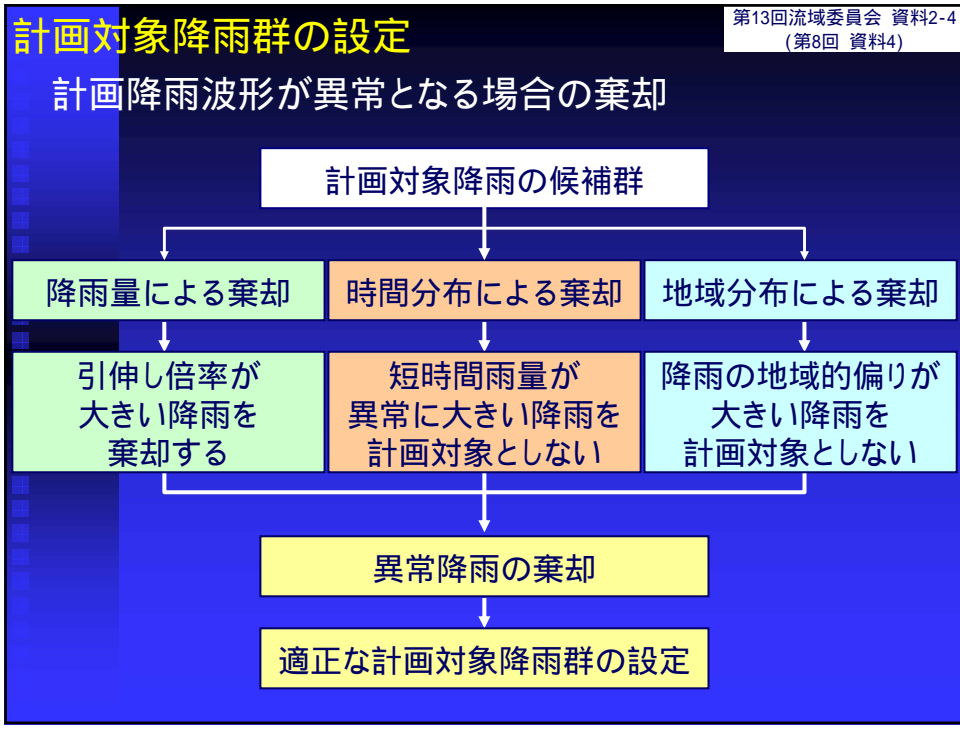 計画対象降雨群の設定
第13回流域委員会 資料2-4
(第8回 資料4)
計画降雨波形が異常となる場合の棄却
計画対象降雨の候補群
降雨量による棄却
時間分布による棄却
地域分布による棄却
引伸し倍率が
大きい降雨を
棄却する
短時間雨量が
異常に大きい降雨を
計画対象としない
降雨の地域的偏りが
大きい降雨を
計画対象としない
異常降雨の棄却
適正な計画対象降雨群の設定